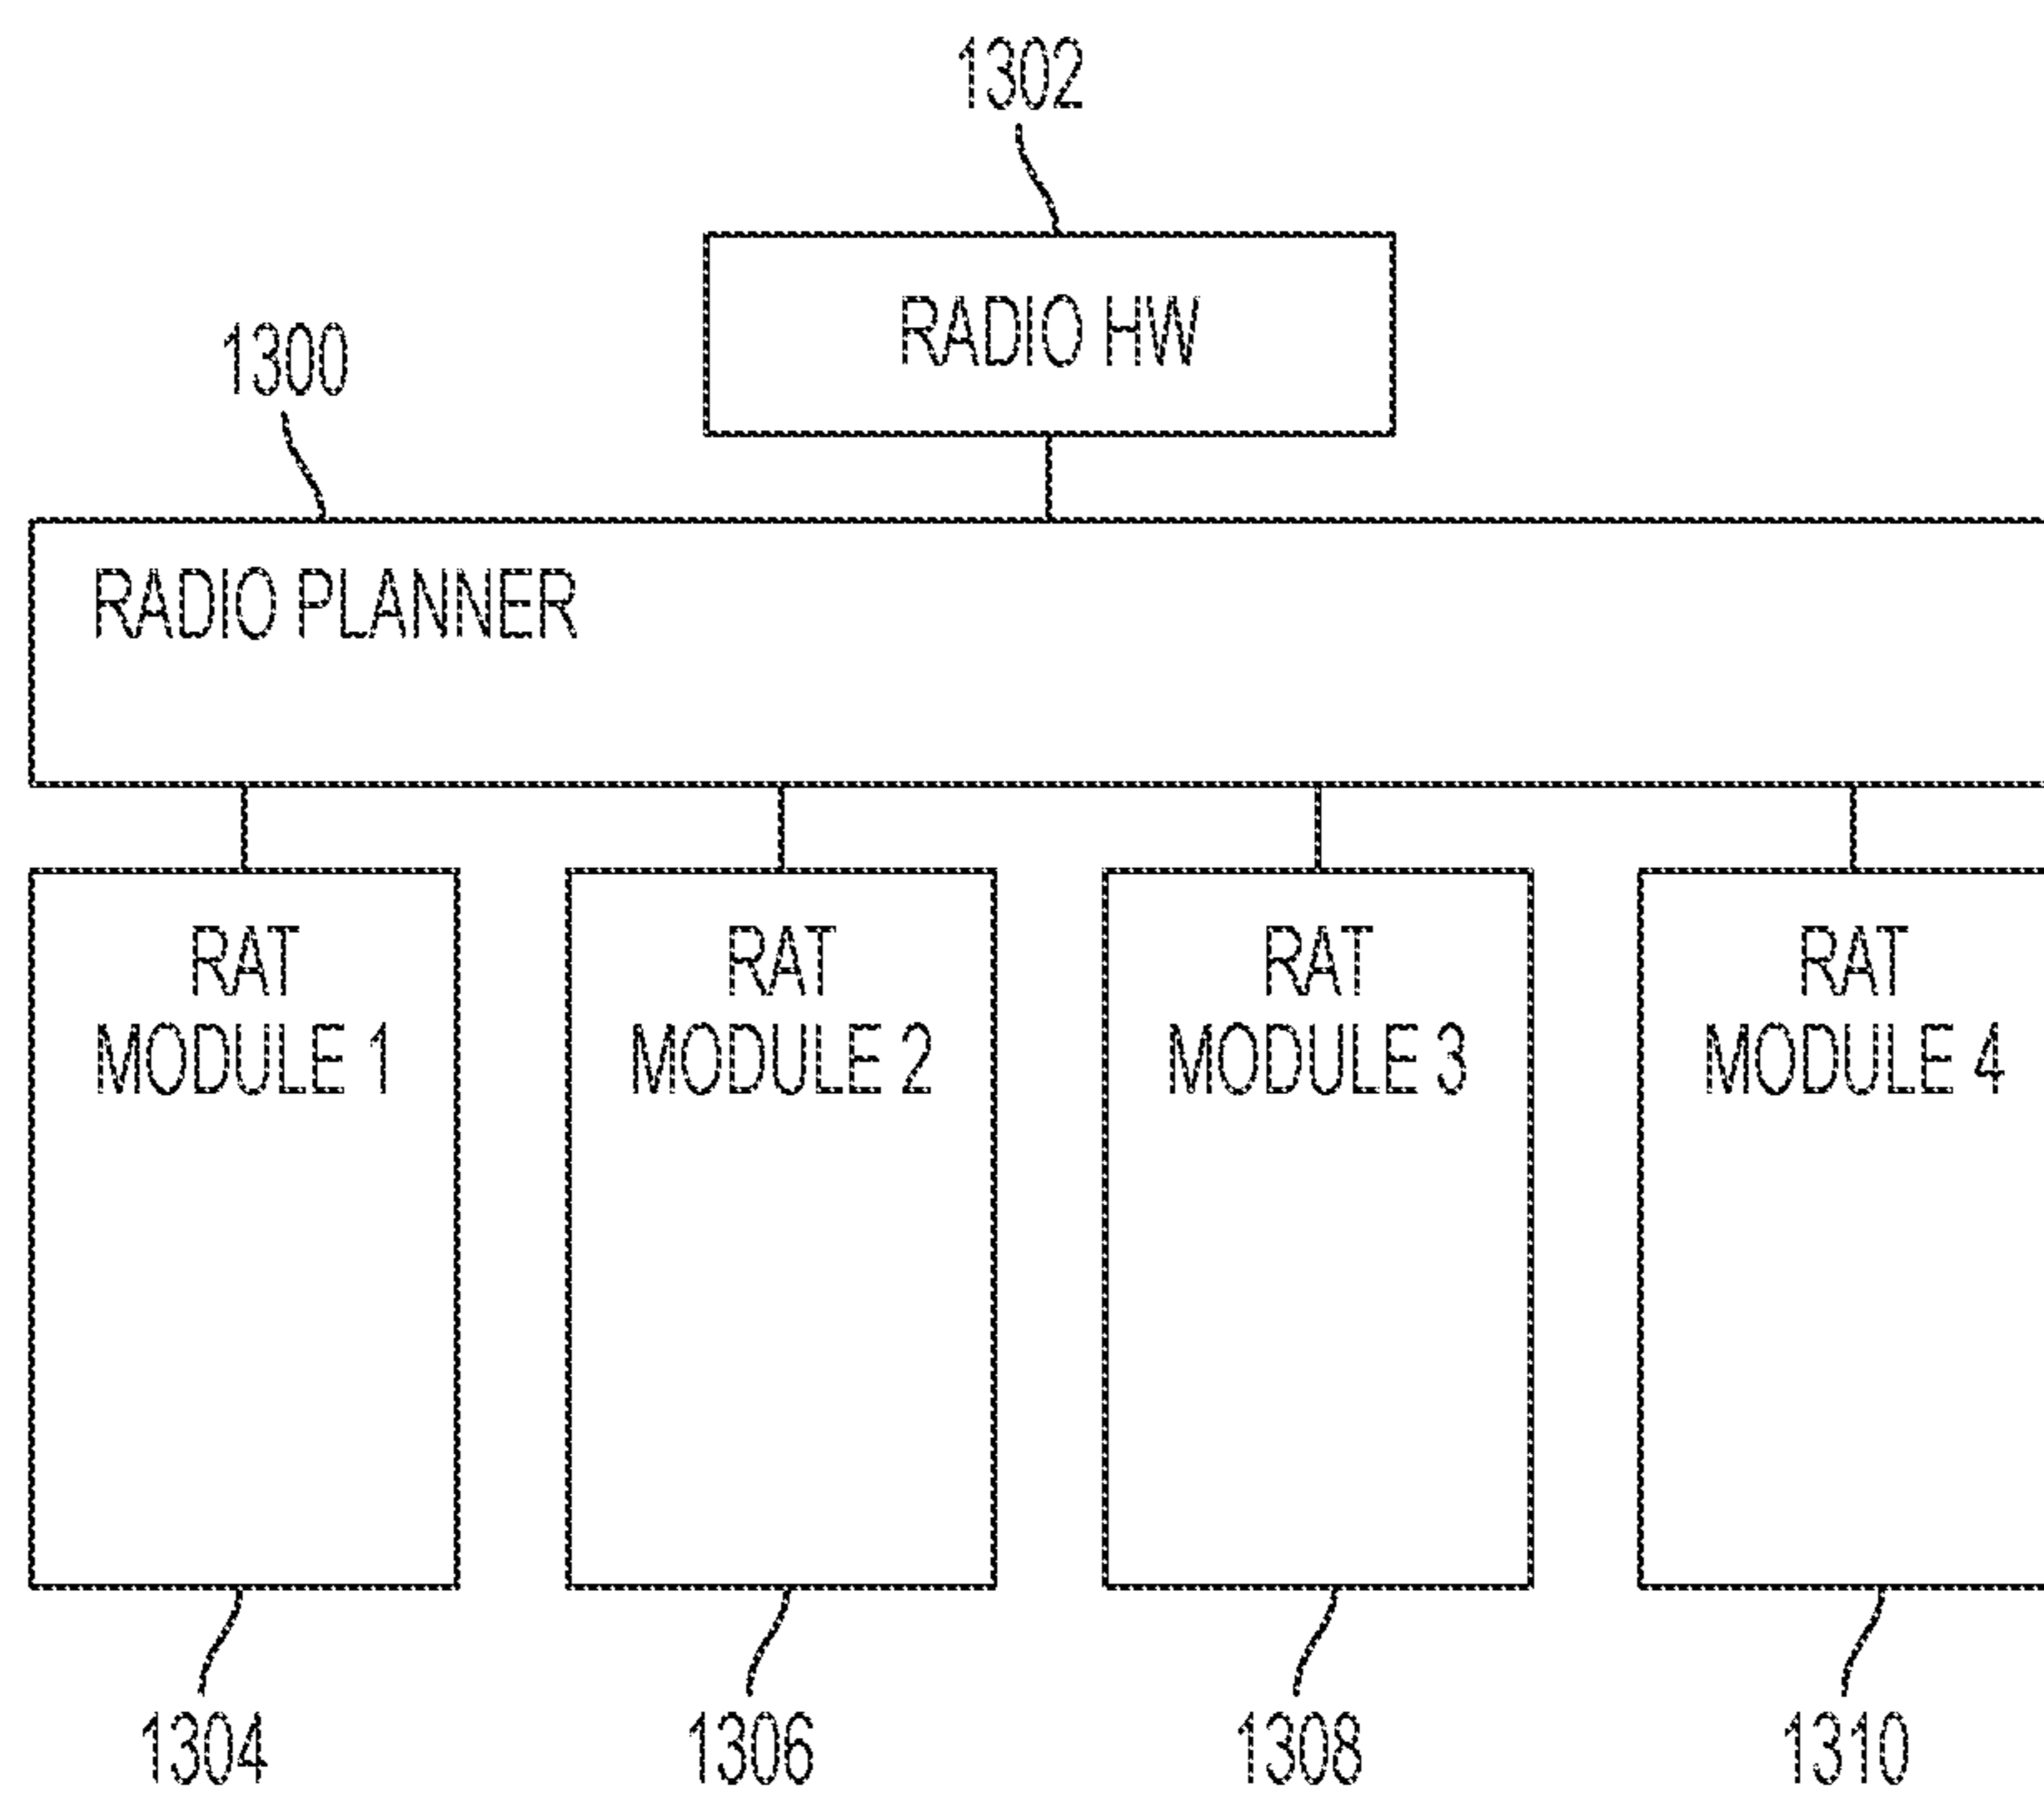 1302
RADIO HW
1300
RADIO PLANNER
RAT
MODULE 1
RAT
MODULE 2
RAT
MODULE 3
RAT
MODULE 4
1304
1306
1308
1310